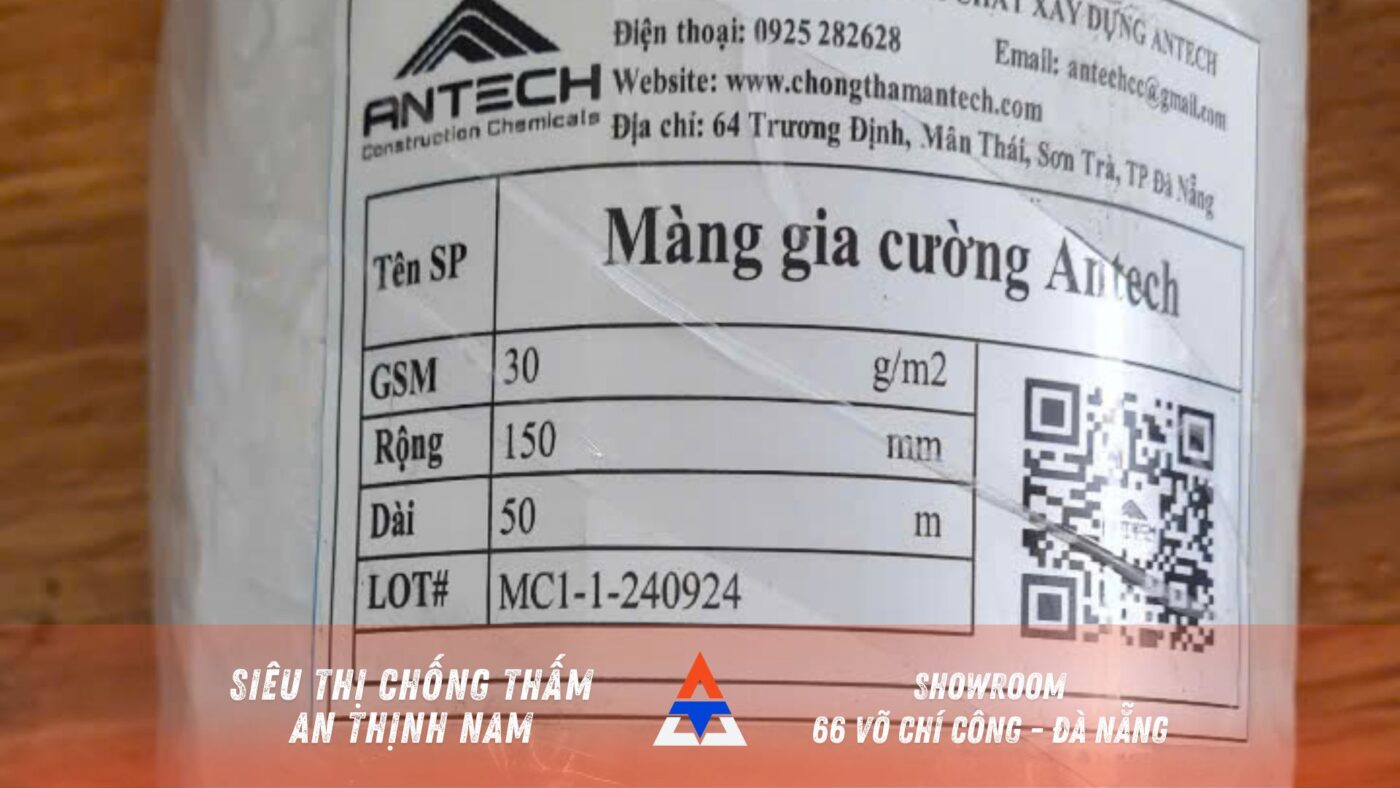 XÂY DỰNG ANTECH
ANTECH
Construction Chemicals
Điện thoại: 0925 282628
Email: antechcc@gmail.com
Website: www.chongthamantech.com
Địa chỉ: 64 Trương Định, Mân Thái, Sơn Trà, TP Đà Nẵng
Tên SP Màng gia cường Antech
GSM 30 g/m2
Rộng 150 mm
Dài 50 m
LOT# MC1-1-240924
SIÊU THỊ CHỐNG THẤM
AN THỊNH NAM
SHOWROOM
66 VÕ CHÍ CÔNG - ĐÀ NẴNG